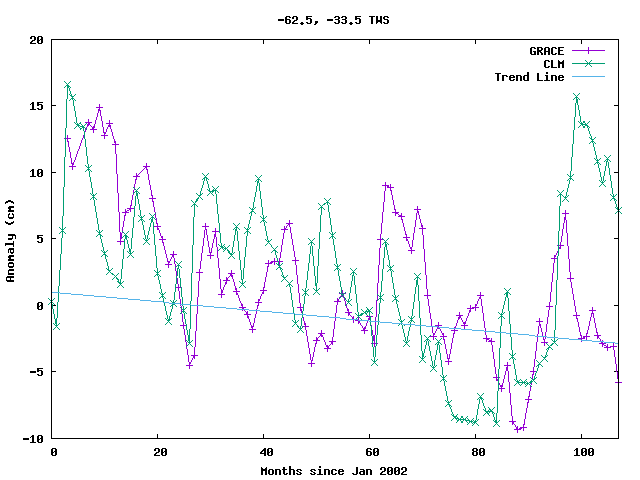 -62.5, -33.5 TWS
20
GRACE
CLM
Trend Line
15
10
5
0
-5
-10
Anomaly (cm)
0 20 40 60 80 100
Months since Jan 2002